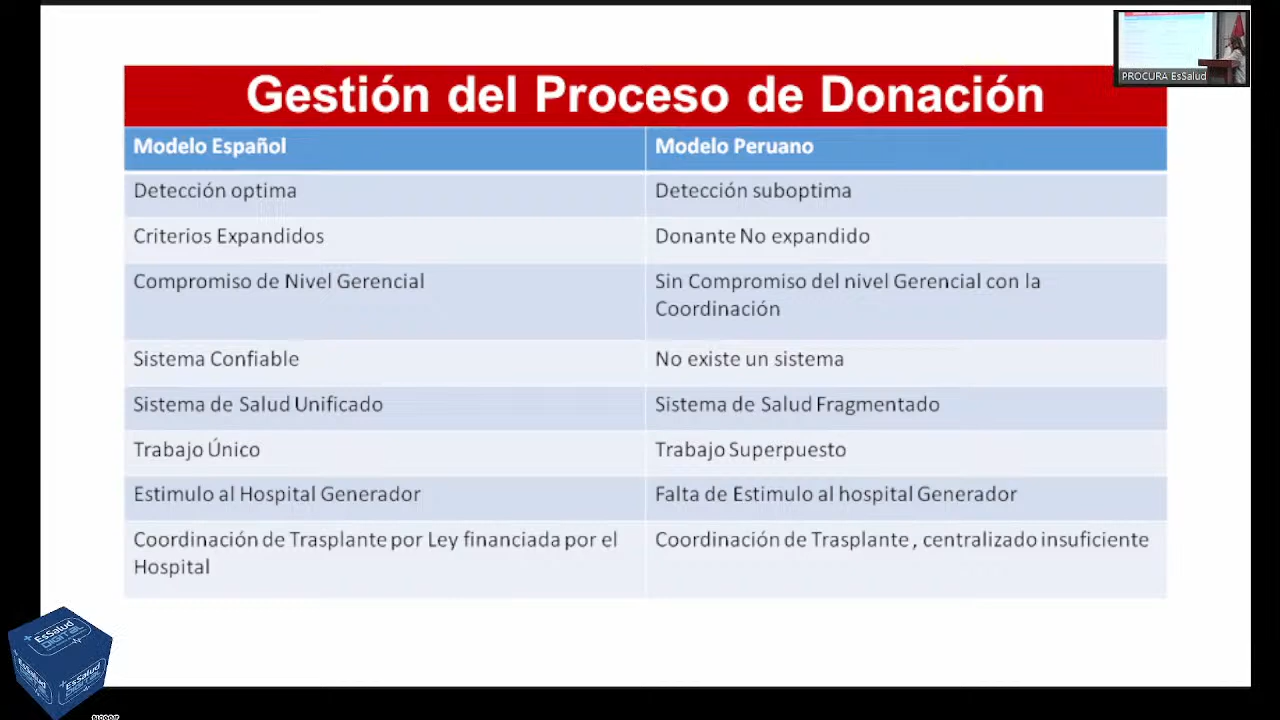 Gestión del Proceso de Donación
PROCURA EsSalud
Modelo Español
Modelo Peruano
Detección optima
Detección suboptima
Criterios Expandidos
Donante No expandido
Compromiso de Nivel Gerencial
Sin Compromiso del nivel Gerencial con la
Coordinación
Sistema Confiable
No existe un sistema
Sistema de Salud Unificado
Sistema de Salud Fragmentado
Trabajo Único
Trabajo Superpuesto
Estimulo al Hospital Generador
Falta de Estimulo al hospital Generador
Coordinación de Trasplante por Ley financiada por el
Hospital
Coordinación de Trasplante , centralizado insuficiente
EsSalud
DIGITAL
EsSalud
EsSalud